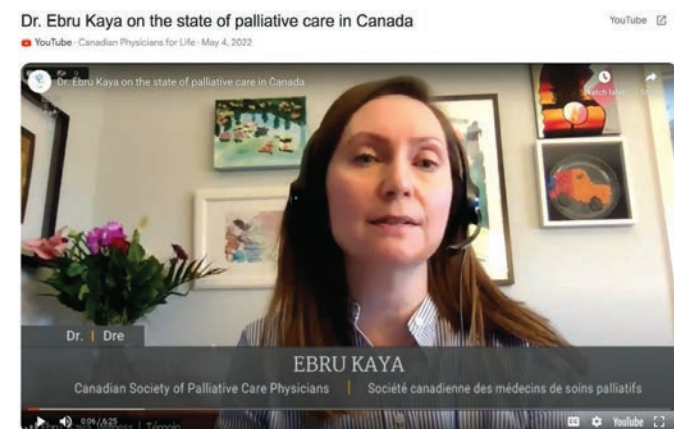 Dr. Ebru Kaya on the state of palliative care in Canada
YouTube
YouTube · Canadian Physicians for Life · May 4, 2022
Dr. Ebru Kaya on the state of palliative care in Canada
Watch later
Dr. | Dre
EBRU KAYA
Canadian Society of Palliative Care Physicians | Société canadienne des médecins de soins palliatifs
0:06 / 6:25
Témoin
CC
YouTube